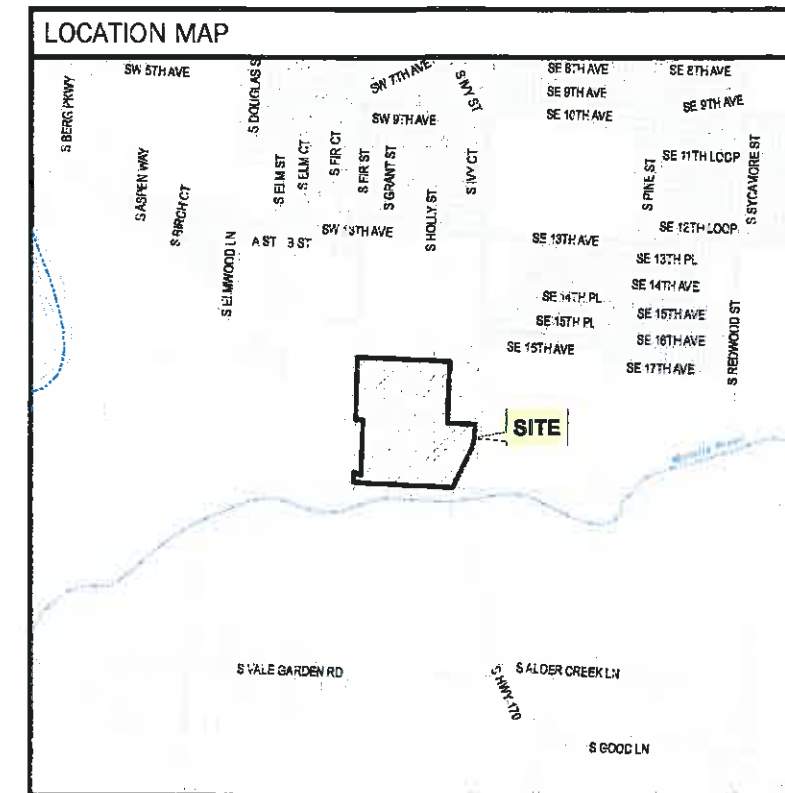 LOCATION MAP
SW 5TH AVE
S BERG PKWY
S DOUGLAS S
SW 7TH AVE
S IVY ST
SE 8TH AVE
SE 8TH AVE
SE 9TH AVE
SE 9TH AVE
SE 10TH AVE
SW 9TH AVE
S ASPEN WAY
S BIRCH CT
S ELM ST
S ELM CT
S FIR CT
S FIR ST
S GRANT ST
S HOLLY ST
S IVY CT
S PINE ST
SE 11TH LOOP
S SYCAMORE ST
SE 12TH LOOP
S ELMWOOD LN
A ST
B ST
SW 13TH AVE
SE 13TH AVE
SE 13TH PL
SE 14TH AVE
SE 14TH PL
SE 15TH PL
SE 15TH AVE
SE 15TH AVE
SE 16TH AVE
SE 17TH AVE
S REDWOOD ST
SITE
S VALE GARDEN RD
S ALDER CREEK LN
S HWY 170
S GOOD LN